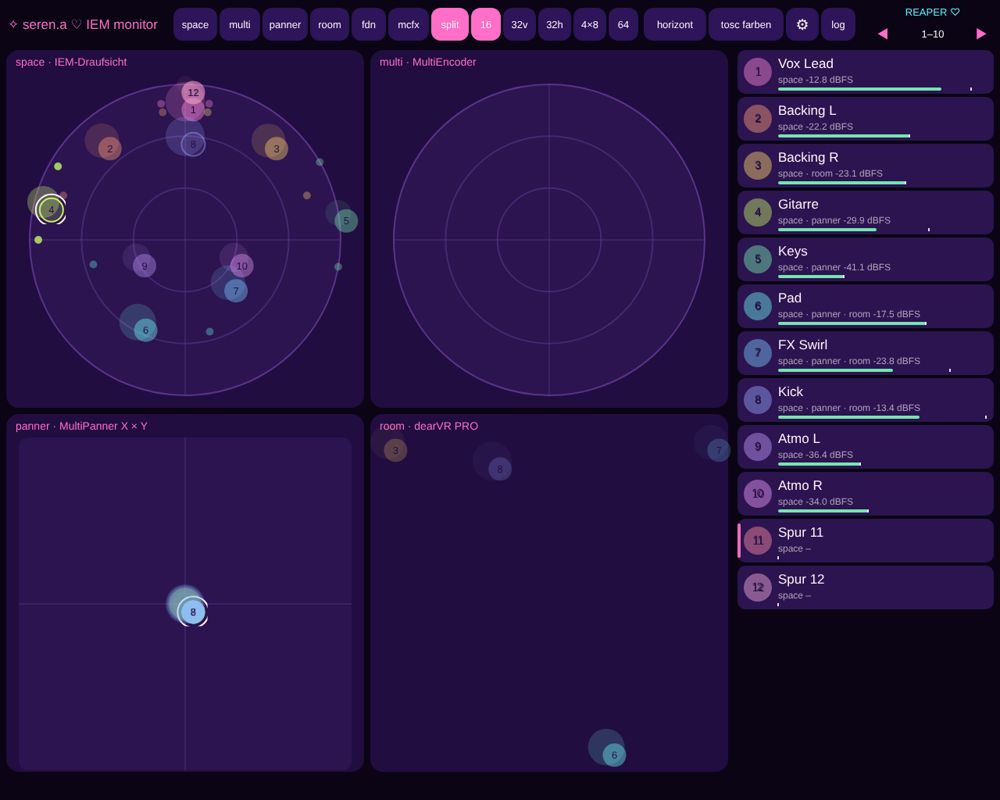 ✧ seren.a ♡ IEM monitor
space multi panner room fdn mcfx split 16 32v 32h 4×8 64 horizont tosc farben ⚙ log
REAPER ♡
◀ 1–10 ▶
space · IEM-Draufsicht
12
1
8
2
3
4
5
9
10
7
6
multi · MultiEncoder
panner · MultiPanner X × Y
8
room · dearVR PRO
3
8
7
6
1
Vox Lead
space -12.8 dBFS
2
Backing L
space -22.2 dBFS
3
Backing R
space · room -23.1 dBFS
4
Gitarre
space · panner -29.9 dBFS
5
Keys
space · panner -41.1 dBFS
6
Pad
space · panner · room -17.5 dBFS
7
FX Swirl
space · panner · room -23.8 dBFS
8
Kick
space · panner · room -13.4 dBFS
9
Atmo L
space -36.4 dBFS
10
Atmo R
space -34.0 dBFS
11
Spur 11
space –
12
Spur 12
space –